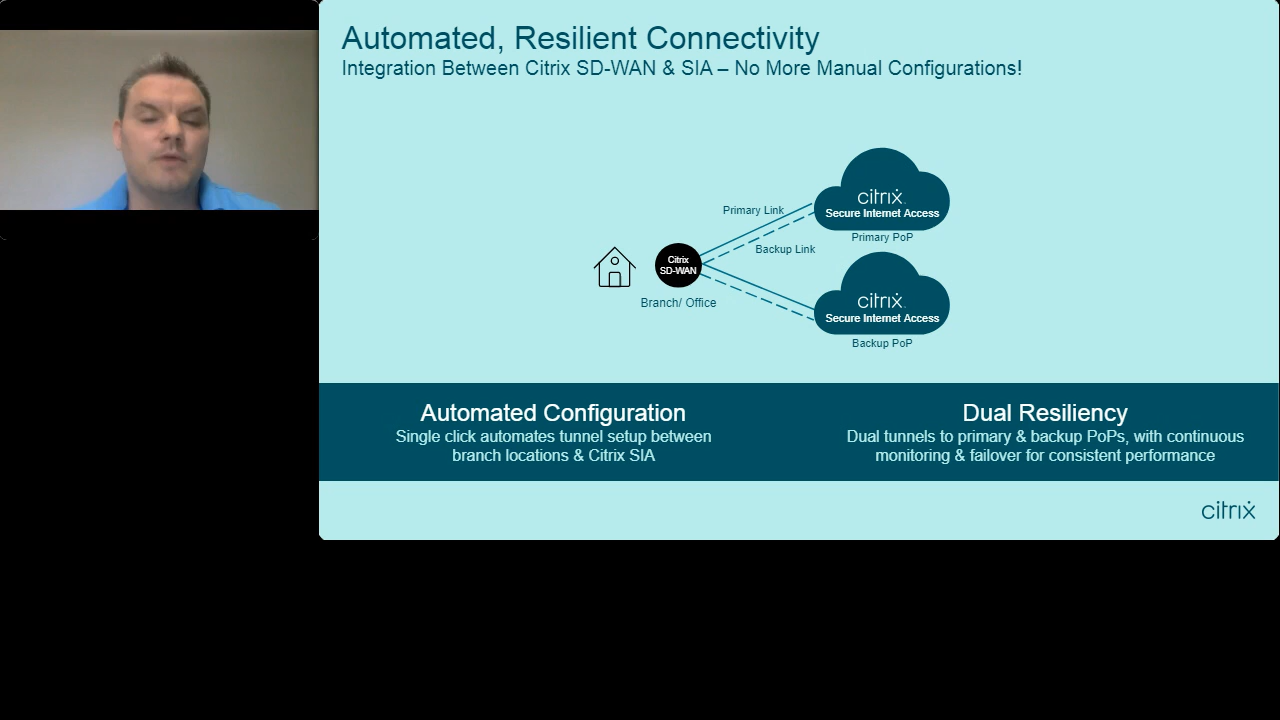 Automated, Resilient Connectivity
Integration Between Citrix SD-WAN & SIA – No More Manual Configurations!
citrix
Secure Internet Access
Primary PoP
Primary Link
Backup Link
Citrix
SD-WAN
Branch/ Office
citrix
Secure Internet Access
Backup PoP
Automated Configuration
Single click automates tunnel setup between
branch locations & Citrix SIA
Dual Resiliency
Dual tunnels to primary & backup PoPs, with continuous
monitoring & failover for consistent performance
citrix